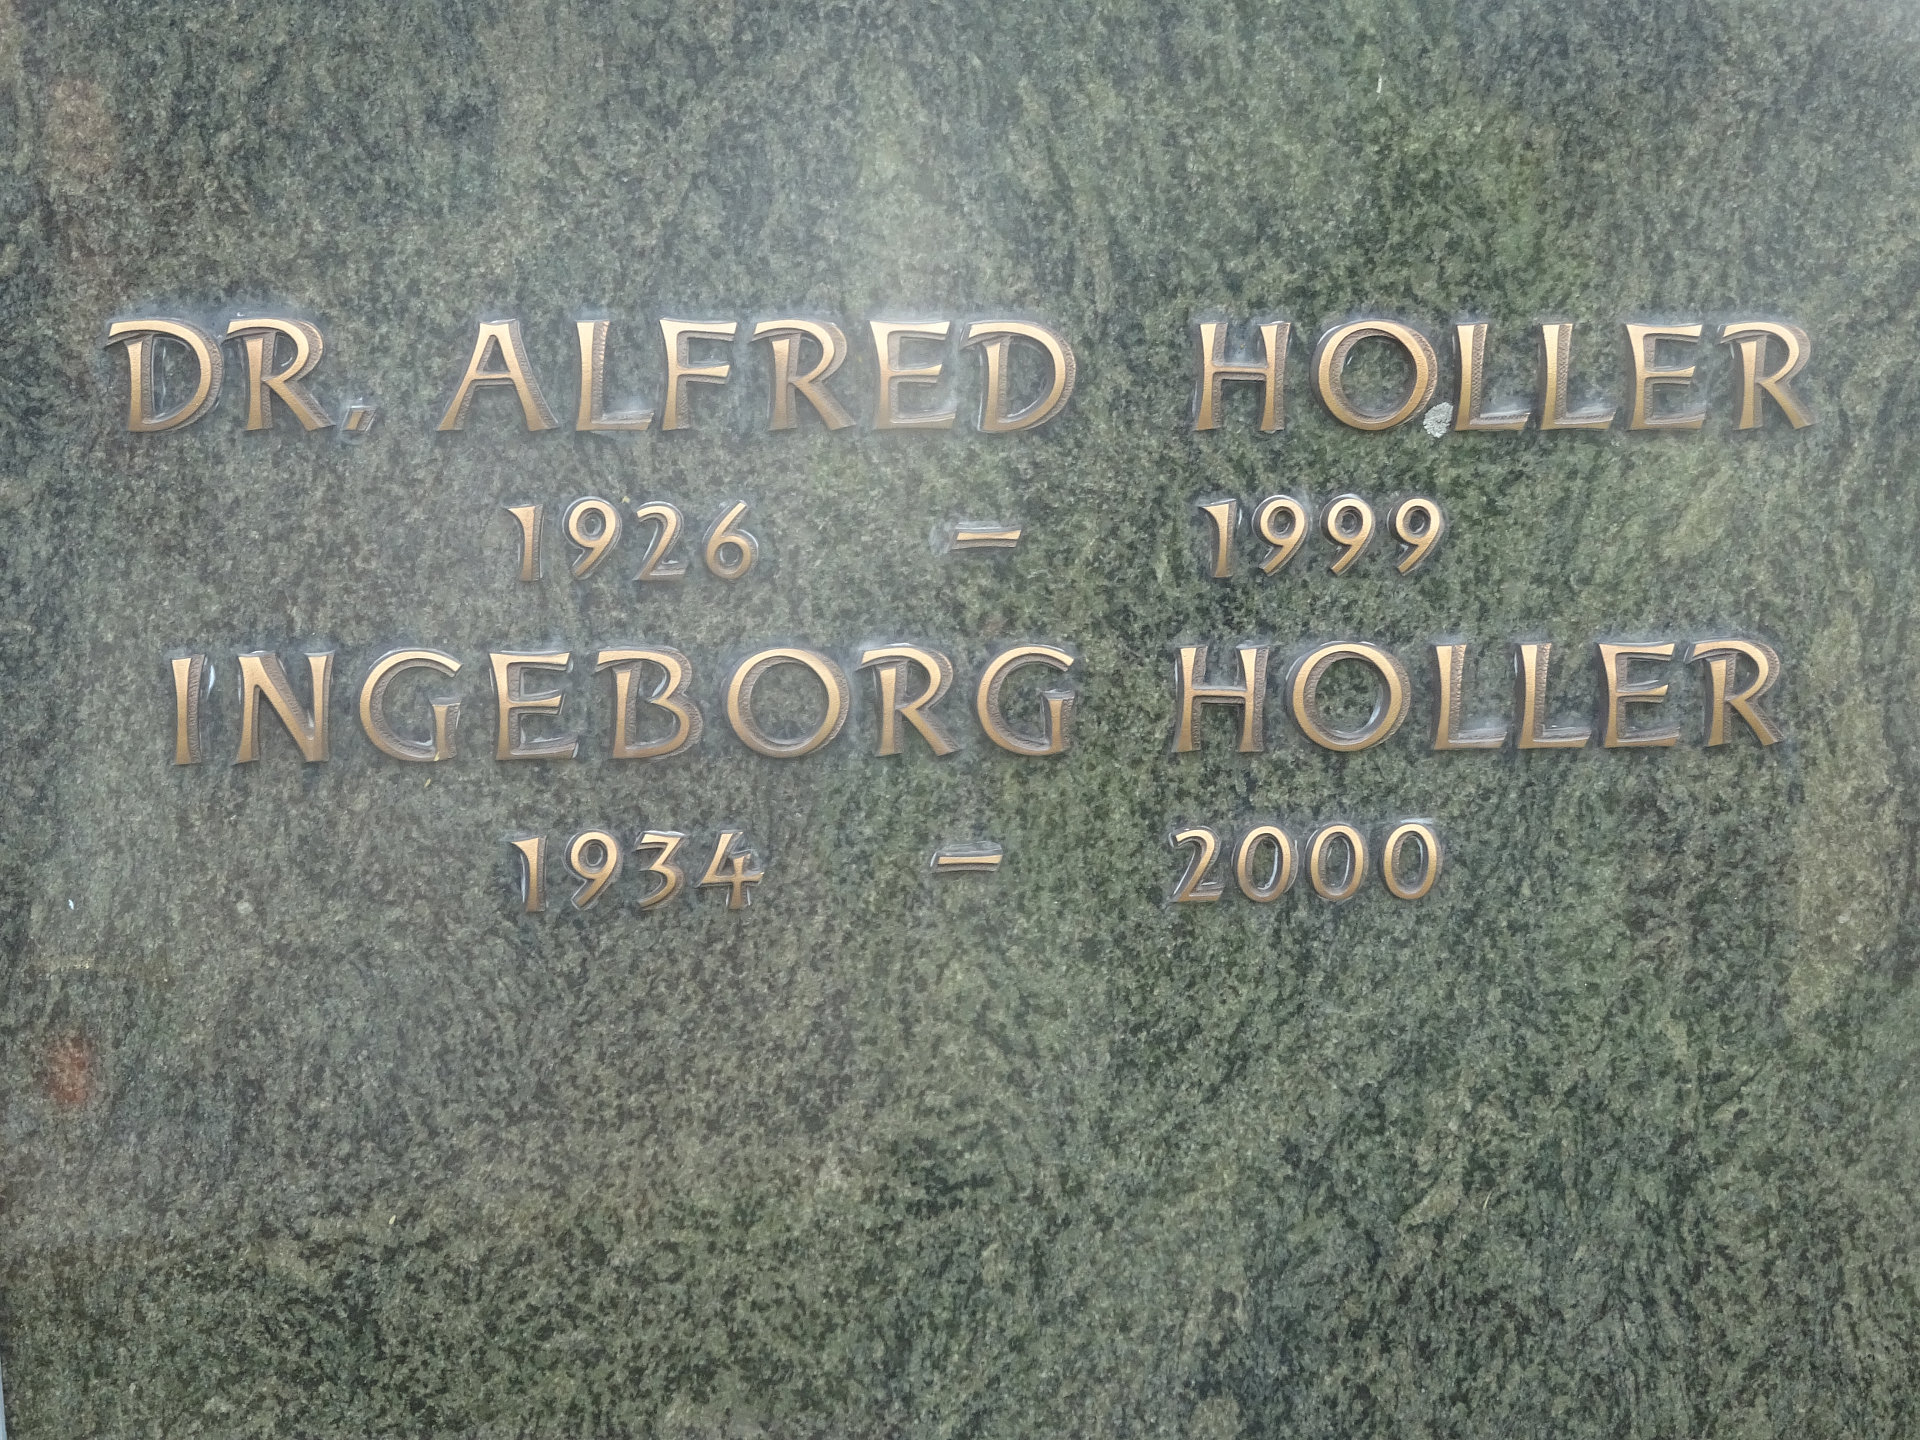 DR. ALFRED HOLLER
1926 – 1999
INGEBORG HOLLER
1934 – 2000